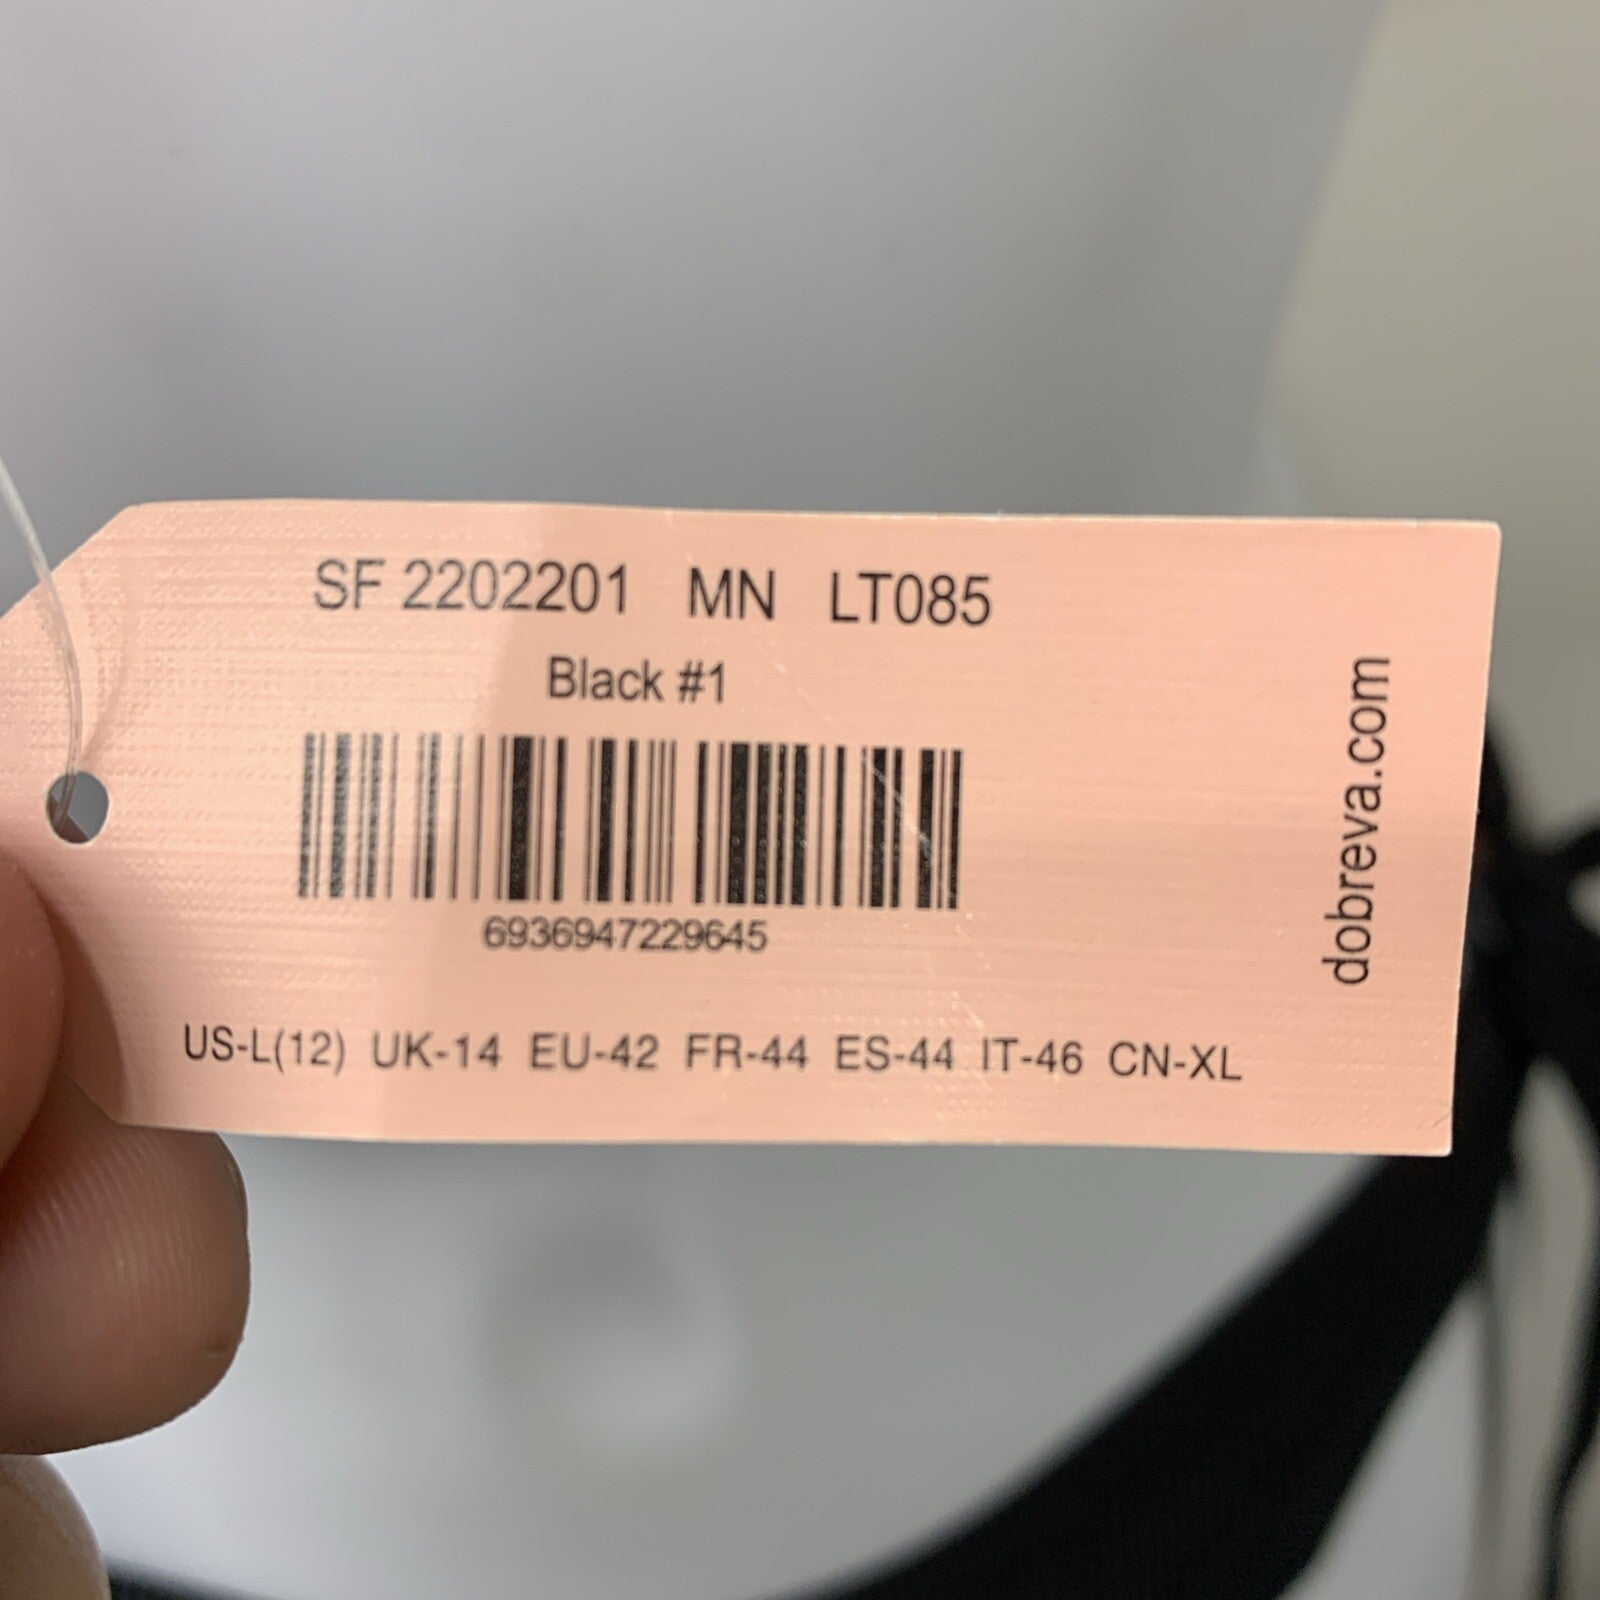 SF 2202201 MN LT085
Black #1
6936947229645
US-L(12) UK-14 EU-42 FR-44 ES-44 IT-46 CN-XL
dobreva.com